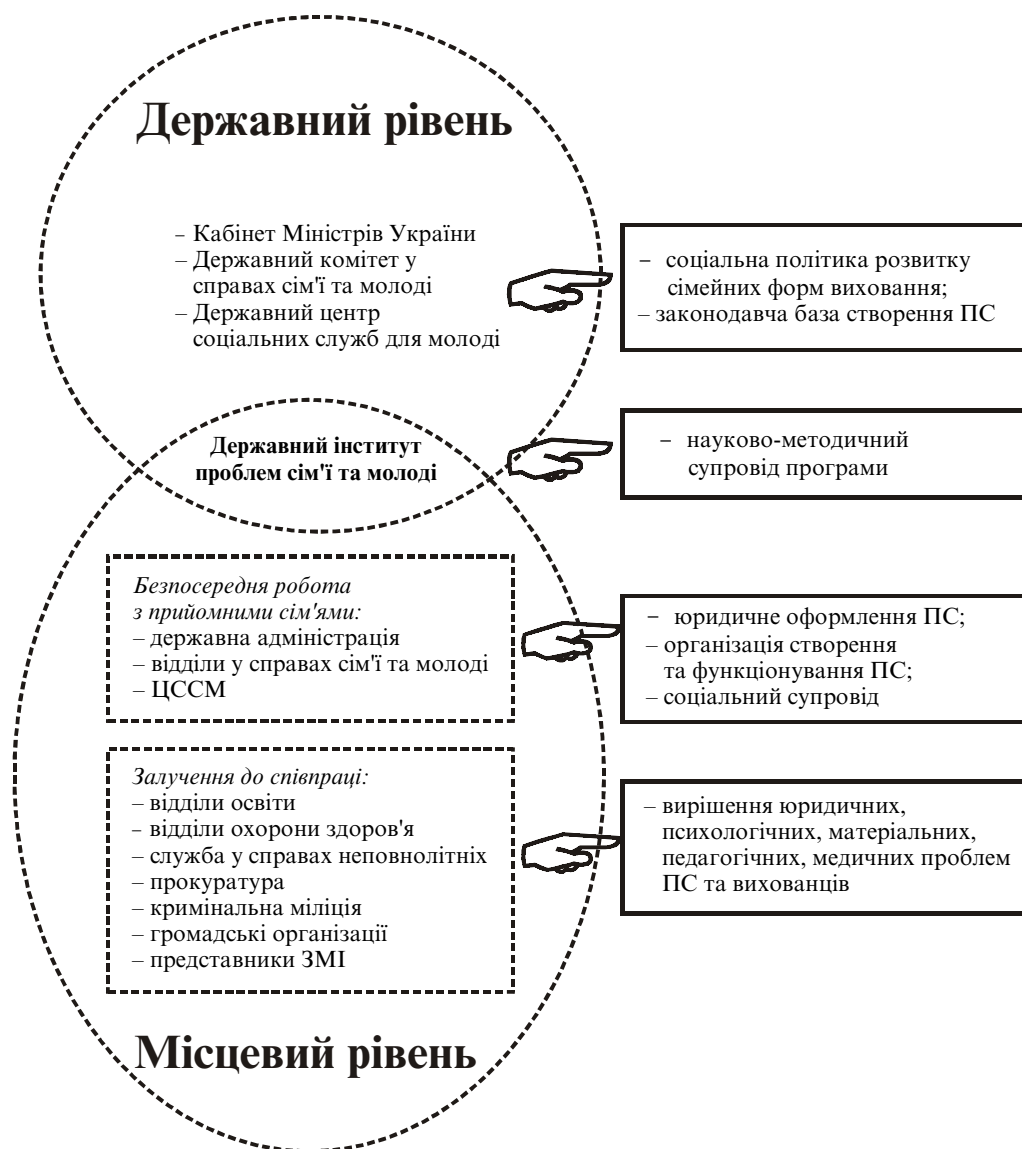 Державний рівень
– Кабінет Міністрів України
– Державний комітет у
справах сім'ї та молоді
– Державний центр
соціальних служб для молоді
– соціальна політика розвитку
сімейних форм виховання;
– законодавча база створення ПС
Державний інститут
проблем сім'ї та молоді
– науково-методичний
супровід програми
Безпосередня робота
з прийомними сім'ями:
– державна адміністрація
– відділи у справах сім'ї та молоді
– ЦССМ
– юридичне оформлення ПС;
– організація створення
та функціонування ПС;
– соціальний супровід
Залучення до співпраці:
– відділи освіти
– відділи охорони здоров'я
– служба у справах неповнолітніх
– прокуратура
– кримінальна міліція
– громадські організації
– представники ЗМІ
– вирішення юридичних,
психологічних, матеріальних,
педагогічних, медичних проблем
ПС та вихованців
Місцевий рівень